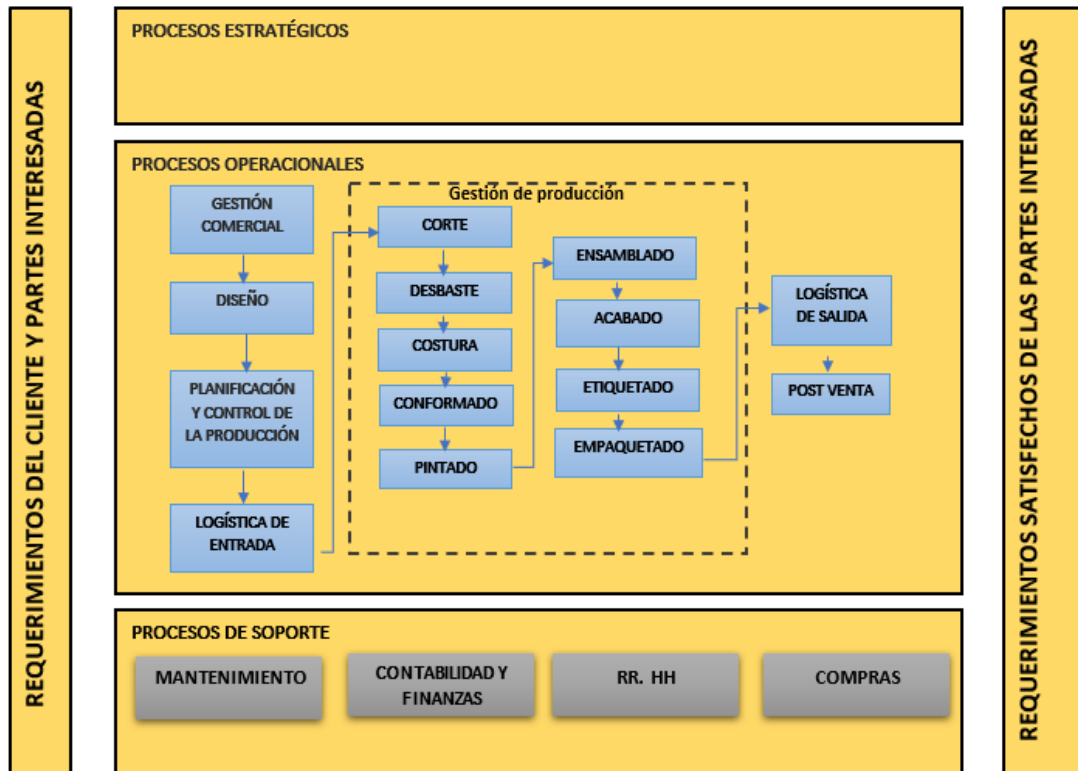 REQUERIMIENTOS DEL CLIENTE Y PARTES INTERESADAS
PROCESOS ESTRATÉGICOS
PROCESOS OPERACIONALES
GESTIÓN
COMERCIAL
DISEÑO
PLANIFICACIÓN
Y CONTROL DE
LA PRODUCCIÓN
LOGÍSTICA DE
ENTRADA
Gestión de producción
CORTE
DESBASTE
COSTURA
CONFORMADO
PINTADO
ENSAMBLADO
ACABADO
ETIQUETADO
EMPAQUETADO
LOGÍSTICA
DE SALIDA
POST VENTA
PROCESOS DE SOPORTE
MANTENIMIENTO
CONTABILIDAD Y
FINANZAS
RR. HH
COMPRAS
REQUERIMIENTOS SATISFECHOS DE LAS PARTES INTERESADAS